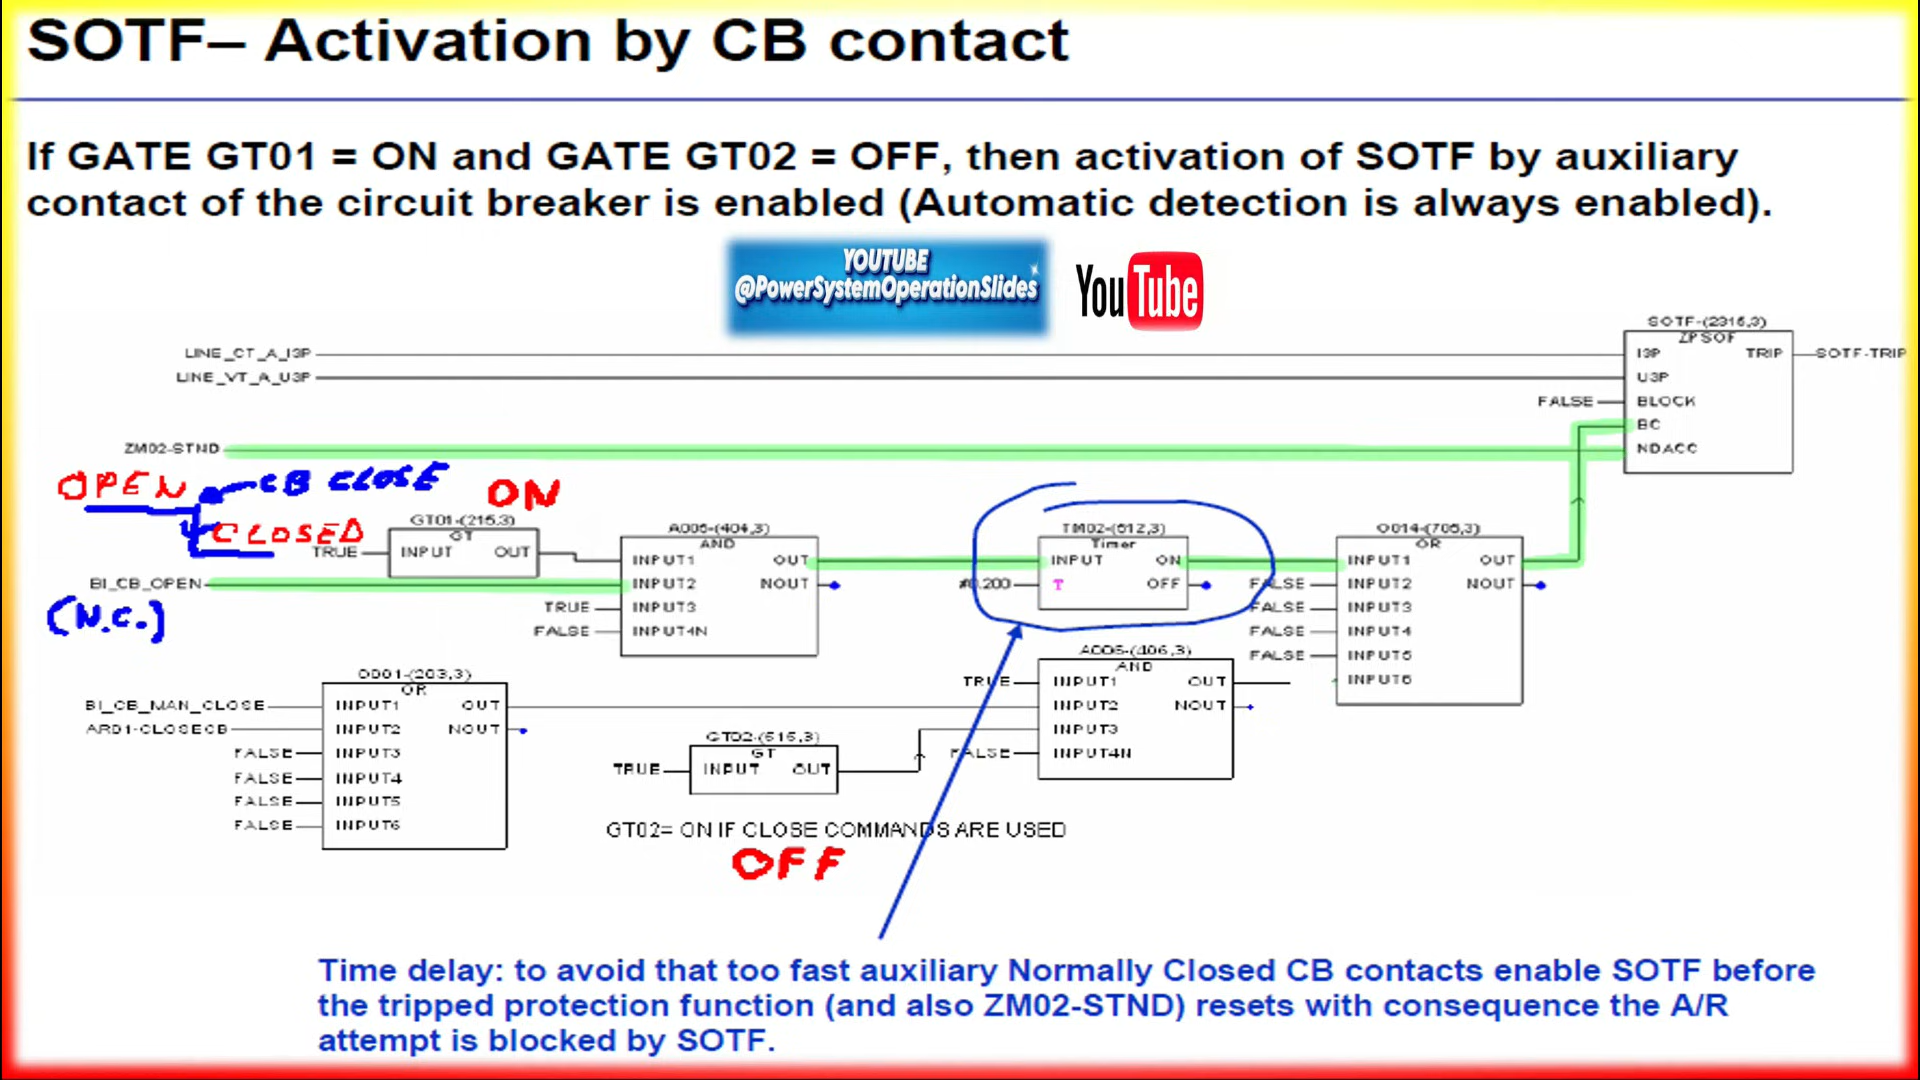 SOTF– Activation by CB contact
If GATE GT01 = ON and GATE GT02 = OFF, then activation of SOTF by auxiliary
contact of the circuit breaker is enabled (Automatic detection is always enabled).
YOUTUBE
@PowerSystemOperationSlides
YouTube
SOTF-(2315,3)
ZPSOF
LINE_CT_A_I3P
I3P
TRIP
SOTF-TRIP
LINE_VT_A_U3P
U3P
FALSE
BLOCK
BC
ZM02-STND
NDACC
OPEN
CB CLOSE
ON
CLOSED
GT01-(215,3)
GT
TRUE
INPUT
OUT
A005-(404,3)
AND
INPUT1
OUT
BI_CB_OPEN
INPUT2
NOUT
(N.C.)
TRUE
INPUT3
FALSE
INPUT4N
TM02-(612,3)
Timer
INPUT
ON
#0.200
T
OFF
O014-(705,3)
OR
INPUT1
OUT
FALSE
INPUT2
NOUT
FALSE
INPUT3
FALSE
INPUT4
FALSE
INPUT5
INPUT6
O001-(203,3)
OR
BI_CB_MAN_CLOSE
INPUT1
OUT
AR01-CLOSECB
INPUT2
NOUT
FALSE
INPUT3
FALSE
INPUT4
FALSE
INPUT5
FALSE
INPUT6
A006-(406,3)
AND
TRUE
INPUT1
OUT
INPUT2
NOUT
INPUT3
FALSE
INPUT4N
GT02-(515,3)
GT
TRUE
INPUT
OUT
GT02= ON IF CLOSE COMMANDS ARE USED
OFF
Time delay: to avoid that too fast auxiliary Normally Closed CB contacts enable SOTF before
the tripped protection function (and also ZM02-STND) resets with consequence the A/R
attempt is blocked by SOTF.